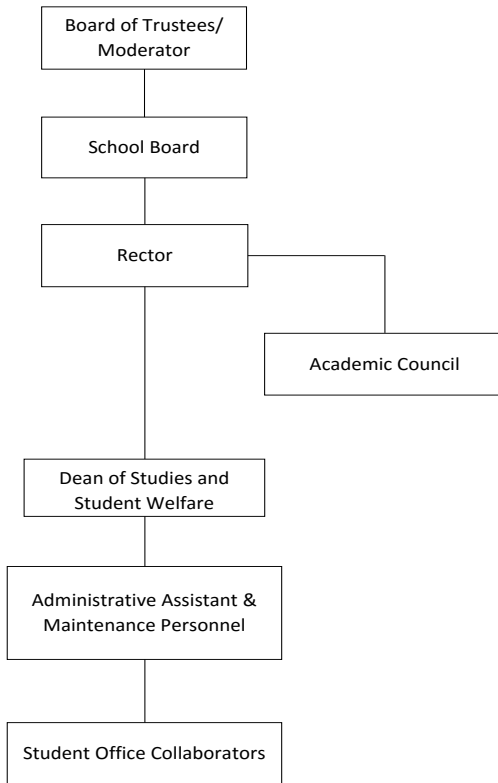 Board of Trustees/
Moderator
School Board
Rector
Academic Council
Dean of Studies and
Student Welfare
Administrative Assistant &
Maintenance Personnel
Student Office Collaborators